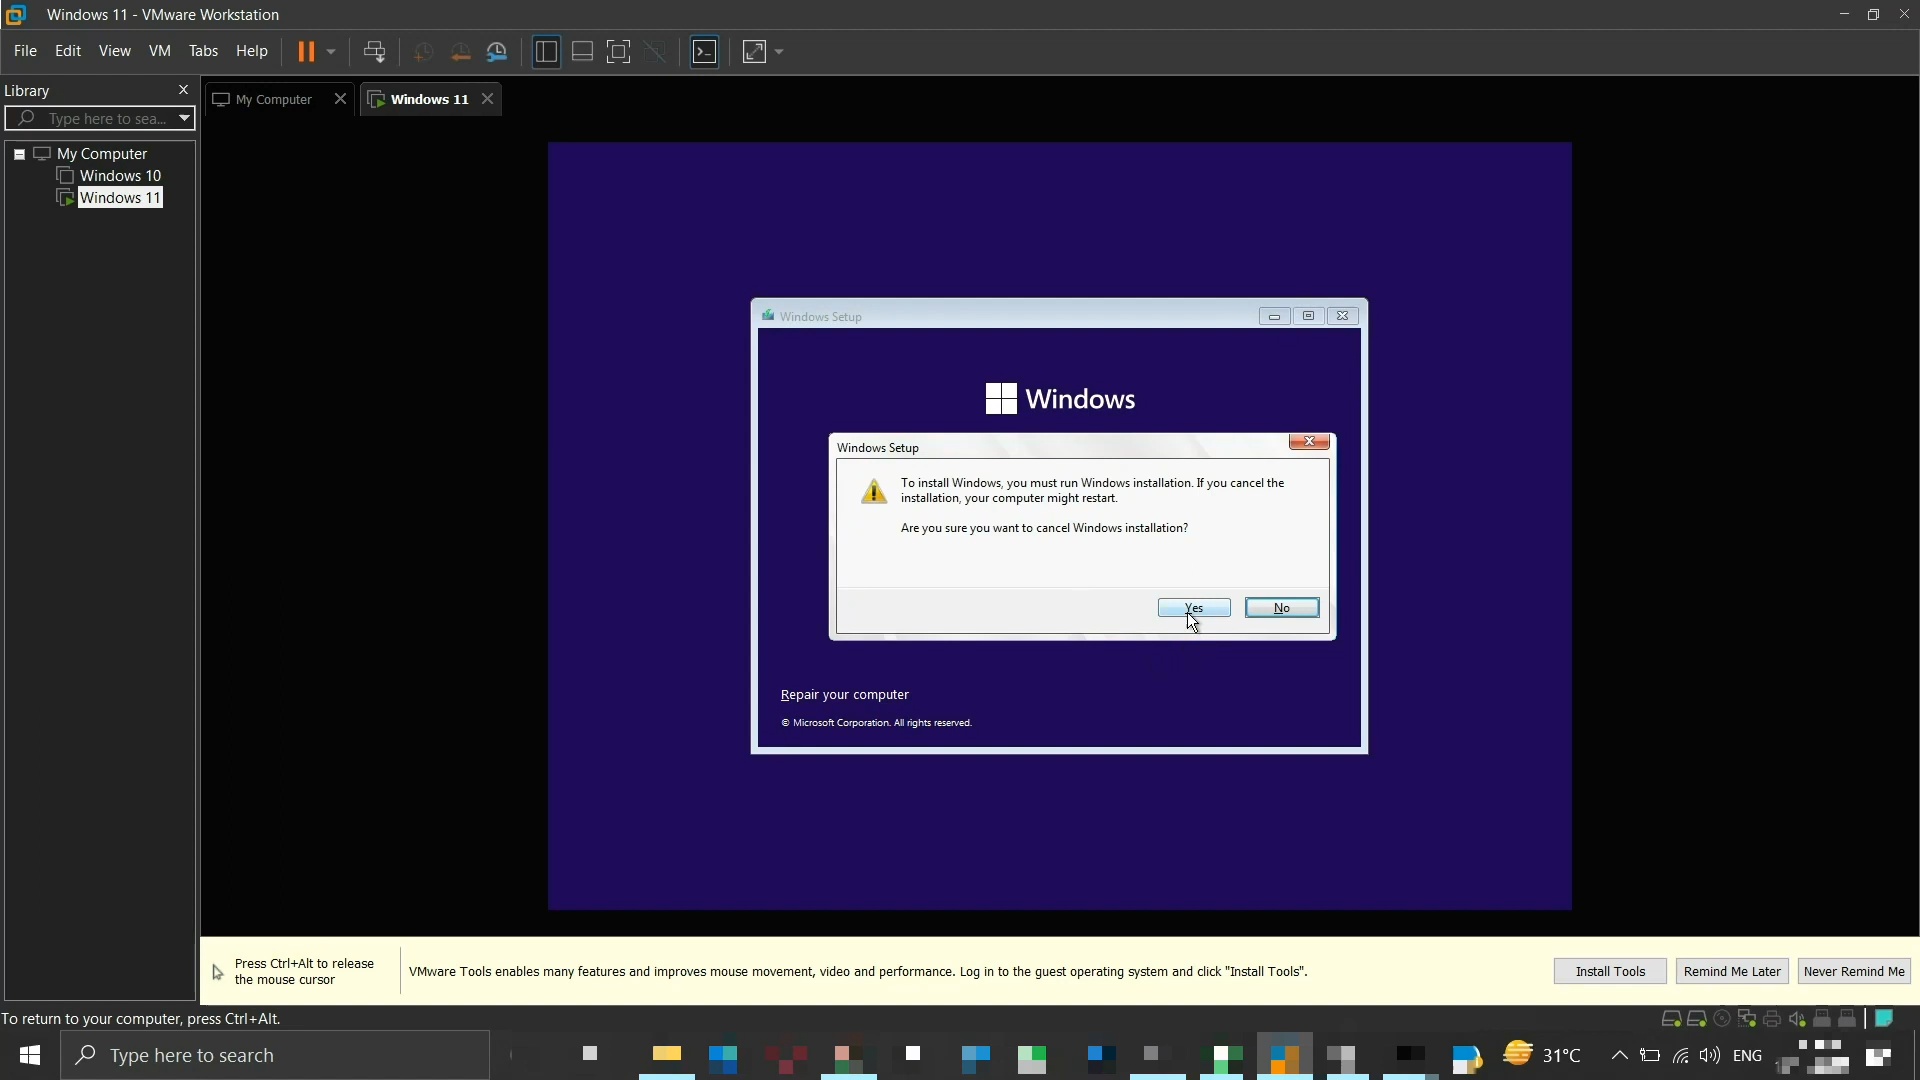 Windows 11 - VMware Workstation
File Edit View VM Tabs Help
Library
My Computer
Windows 11
Type here to sea...
My Computer
Windows 10
Windows 11
Windows Setup
Windows
Windows Setup
To install Windows, you must run Windows installation. If you cancel the
installation, your computer might restart.
Are you sure you want to cancel Windows installation?
Yes
No
Repair your computer
© Microsoft Corporation. All rights reserved.
Press Ctrl+Alt to release
the mouse cursor
VMware Tools enables many features and improves mouse movement, video and performance. Log in to the guest operating system and click "Install Tools".
Install Tools
Remind Me Later
Never Remind Me
To return to your computer, press Ctrl+Alt.
Type here to search
31°C
ENG